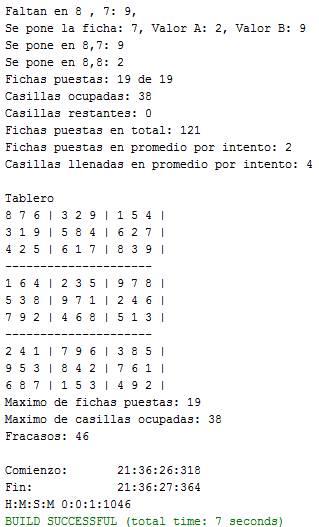 Faltan en 8 , 7: 9,
Se pone la ficha: 7, Valor A: 2, Valor B: 9
Se pone en 8,7: 9
Se pone en 8,8: 2
Fichas puestas: 19 de 19
Casillas ocupadas: 38
Casillas restantes: 0
Fichas puestas en total: 121
Fichas puestas en promedio por intento: 2
Casillas llenadas en promedio por intento: 4
Tablero
8 7 6 | 3 2 9 | 1 5 4 |
3 1 9 | 5 8 4 | 6 2 7 |
4 2 5 | 6 1 7 | 8 3 9 |
---------------------
1 6 4 | 2 3 5 | 9 7 8 |
5 3 8 | 9 7 1 | 2 4 6 |
7 9 2 | 4 6 8 | 5 1 3 |
---------------------
2 4 1 | 7 9 6 | 3 8 5 |
9 5 3 | 8 4 2 | 7 6 1 |
6 8 7 | 1 5 3 | 4 9 2 |
Maximo de fichas puestas: 19
Maximo de casillas ocupadas: 38
Fracasos: 46
Comienzo: 21:36:26:318
Fin: 21:36:27:364
H:M:S:M 0:0:1:1046
BUILD SUCCESSFUL (total time: 7 seconds)